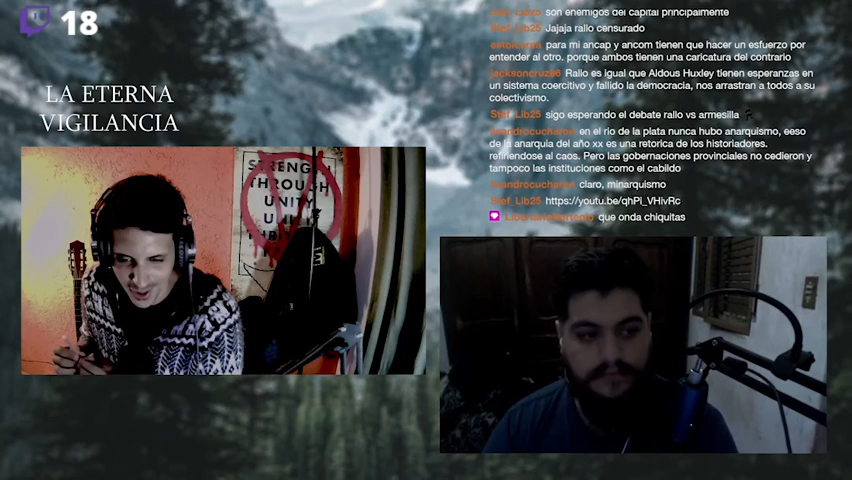 18
LA ETERNA
VIGILANCIA
STRENGTH
THROUGH
UNITY
son enemigos del capital principalmente
Stef_Lib25 Jajaja rallo censurado
para mi ancap y ancom tienen que hacer un esfuerzo por
entender al otro. porque ambos tienen una caricatura del contrario
Rallo es igual que Aldous Huxley tienen esperanzas en
un sistema coercitivo y fallido la democracia, nos arrastran a todos a su
colectivismo.
Stef_Lib25 sigo esperando el debate rallo vs armesilla
en el rio de la plata nunca hubo anarquismo, eeso
de la anarquia del año xx es una retorica de los historiadores.
refiriendose al caos. Pero las gobernaciones provinciales no cedieron y
tampoco las instituciones como el cabildo
claro, minarquismo
Stef_Lib25 https://youtu.be/qhPi_VHivRc
que onda chiquitas